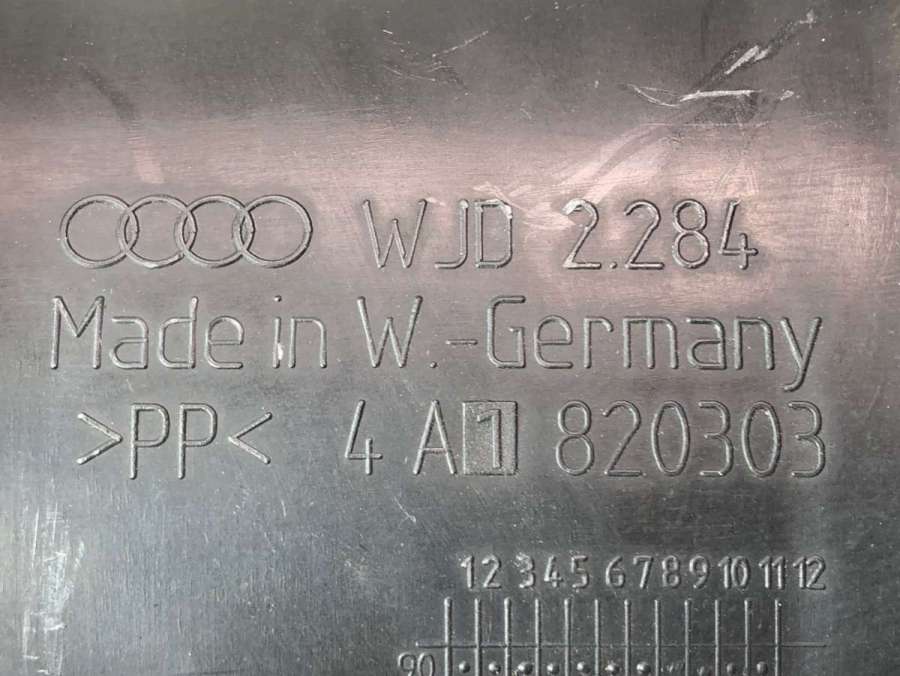 WJD 2.284
Made in W.-Germany
>PP< 4 A1 820303
1 2 3 4 5 6 7 8 9 10 11 12
90